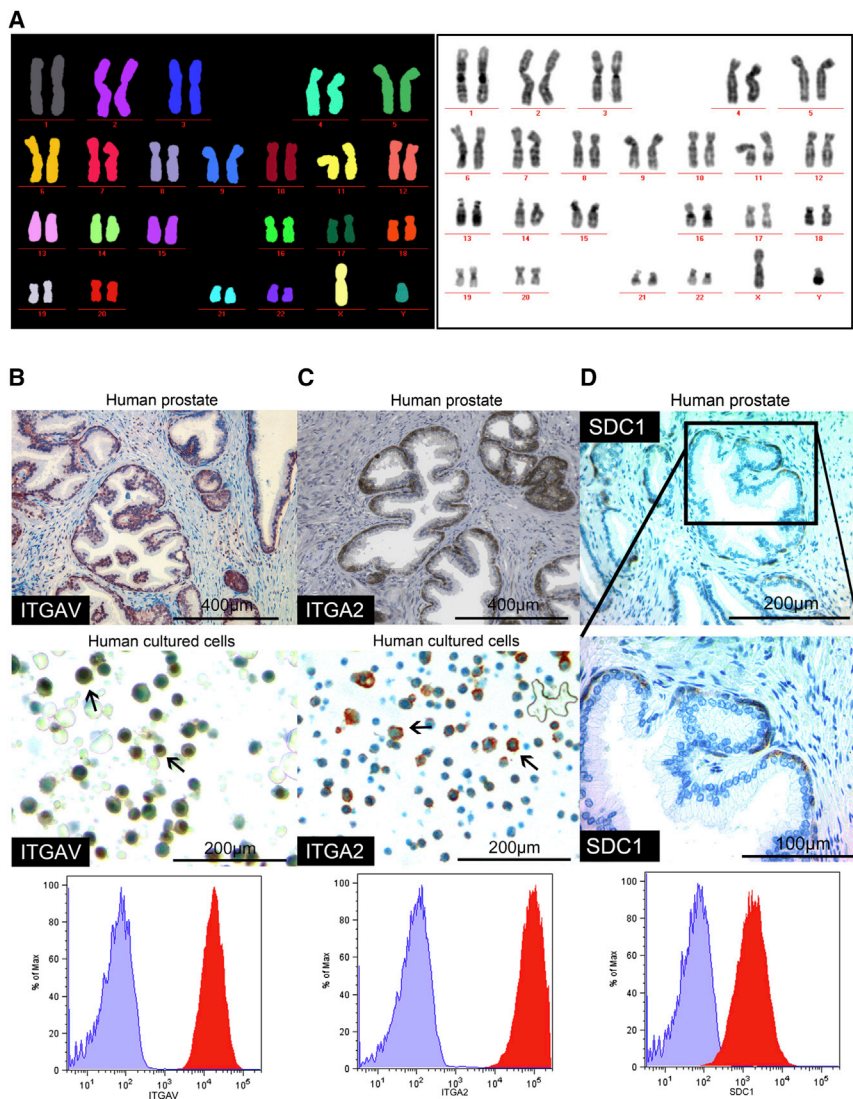 A
1 2 3 4 5
6 7 8 9 10 11 12
13 14 15 16 17 18
19 20 21 22 X Y
1 2 3 4 5
6 7 8 9 10 11 12
13 14 15 16 17 18
19 20 21 22 X Y
B
Human prostate
ITGAV
400µm
Human cultured cells
ITGAV
200µm
100
80
60
40
20
0
% of Max
10¹ 10² 10³ 10⁴ 10⁵
ITGAV
C
Human prostate
ITGA2
400µm
Human cultured cells
ITGA2
200µm
100
80
60
40
20
0
% of Max
10¹ 10² 10³ 10⁴ 10⁵
ITGA2
D
Human prostate
SDC1
200µm
SDC1
100µm
100
80
60
40
20
0
% of Max
10¹ 10² 10³ 10⁴ 10⁵
SDC1